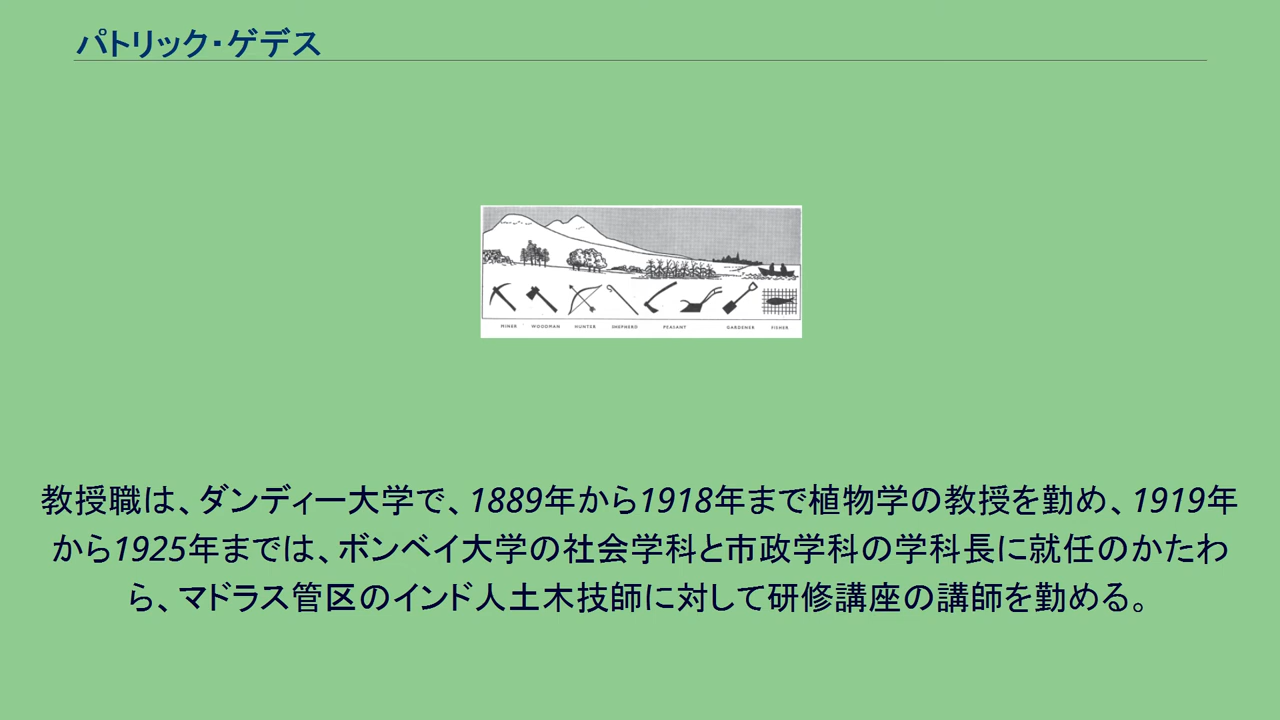 パトリック・ゲデス
MINER WOODMAN HUNTER SHEPHERD PEASANT GARDENER FISHER
教授職は、ダンディー大学で、1889年から1918年まで植物学の教授を勤め、1919年
から1925年までは、ボンベイ大学の社会学科と市政学科の学科長に就任のかたわ
ら、マドラス管区のインド人土木技師に対して研修講座の講師を勤める。